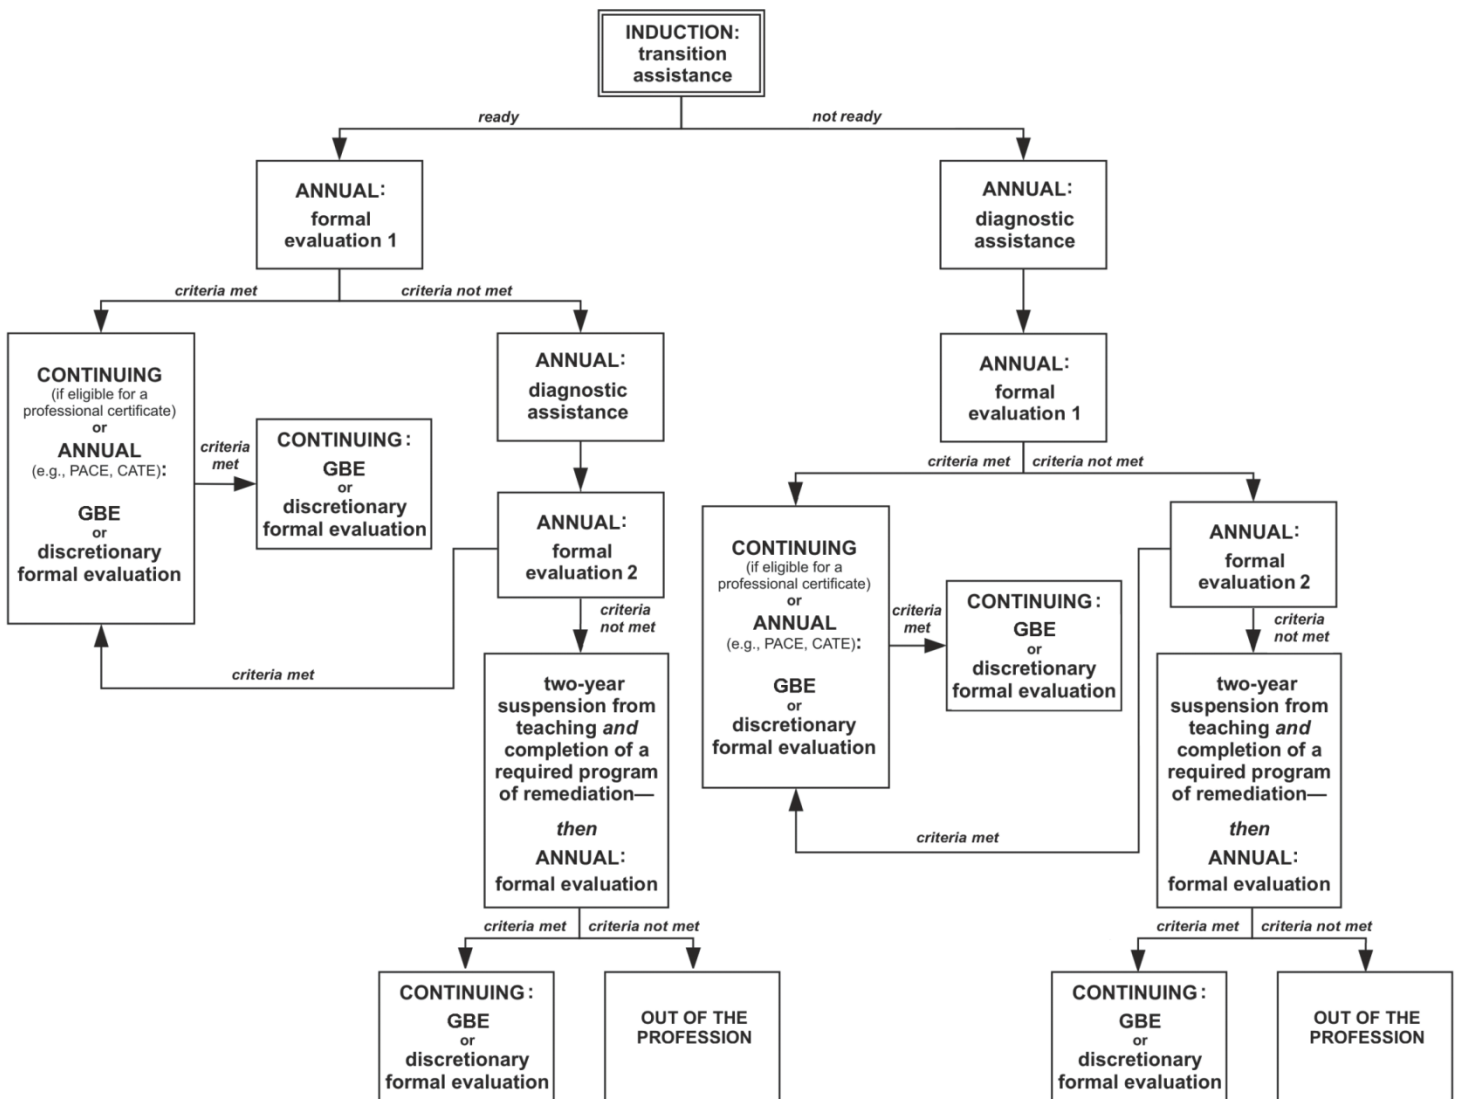 INDUCTION:
transition
assistance
ready
not ready
ANNUAL:
formal
evaluation 1
ANNUAL:
diagnostic
assistance
criteria met
criteria not met
CONTINUING
(if eligible for a
professional certificate)
or
ANNUAL
(e.g., PACE, CATE):
GBE
or
discretionary
formal evaluation
criteria
met
CONTINUING:
GBE
or
discretionary
formal evaluation
ANNUAL:
diagnostic
assistance
ANNUAL:
formal
evaluation 2
criteria
not met
criteria met
two-year
suspension from
teaching and
completion of a
required program
of remediation—
then
ANNUAL:
formal evaluation
criteria met
criteria not met
CONTINUING:
GBE
or
discretionary
formal evaluation
OUT OF THE
PROFESSION
ANNUAL:
formal
evaluation 1
criteria met
criteria not met
CONTINUING
(if eligible for a
professional certificate)
or
ANNUAL
(e.g., PACE, CATE):
GBE
or
discretionary
formal evaluation
criteria
met
CONTINUING:
GBE
or
discretionary
formal evaluation
ANNUAL:
formal
evaluation 2
criteria
not met
criteria met
two-year
suspension from
teaching and
completion of a
required program
of remediation—
then
ANNUAL:
formal evaluation
criteria met
criteria not met
CONTINUING:
GBE
or
discretionary
formal evaluation
OUT OF THE
PROFESSION